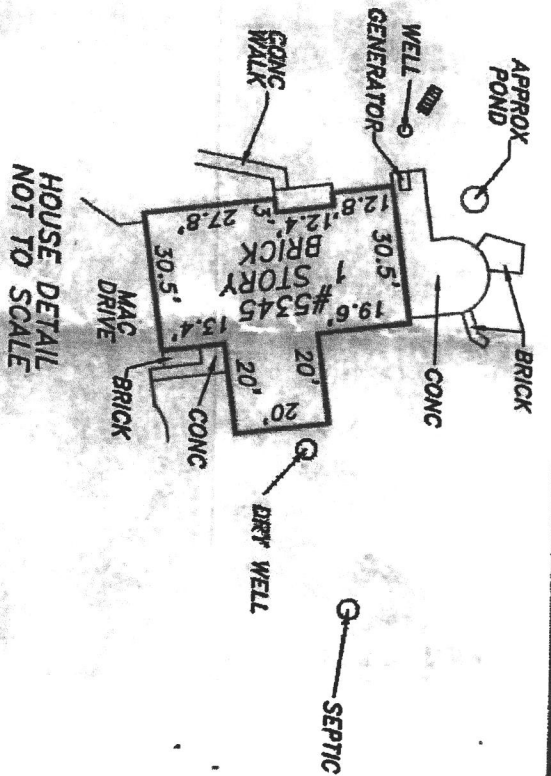 APPROX
POND
WELL
GENERATOR
CONC
WALK
BRICK
CONC
12.8'
30.5'
19.6'
12.4'
3'
27.8'
1 STORY
BRICK
#5345
20'
20'
20'
13.4'
30.5'
MAC
DRIVE
BRICK
CONC
DRY WELL
SEPTIC
HOUSE DETAIL
NOT TO SCALE